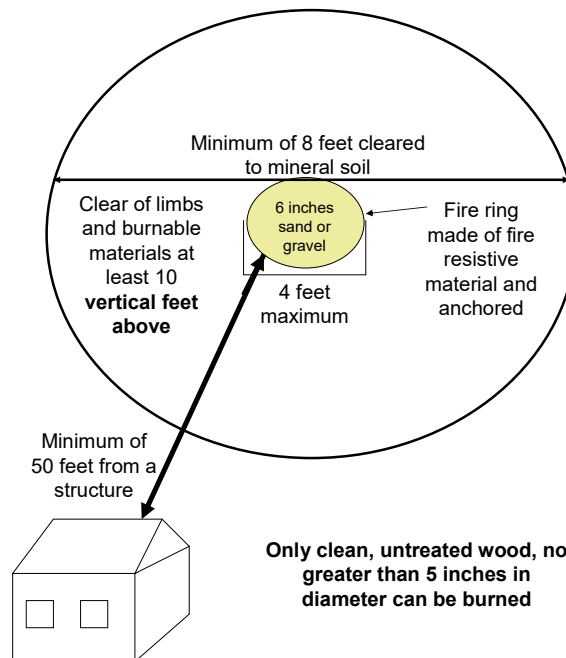 Minimum of 8 feet cleared
to mineral soil
Clear of limbs
and burnable
materials at
least 10
vertical feet
above
6 inches
sand or
gravel
Fire ring
made of fire
resistive
material and
anchored
4 feet
maximum
Minimum of
50 feet from a
structure
Only clean, untreated wood, no
greater than 5 inches in
diameter can be burned